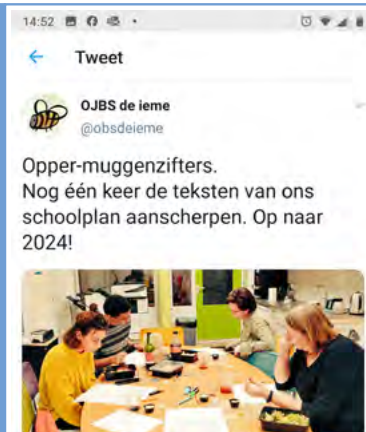 14:52
Tweet
OJBS de ieme
@obsdeieme
Opper-muggenzifters.
Nog één keer de teksten van ons
schoolplan aanscherpen. Op naar
2024!